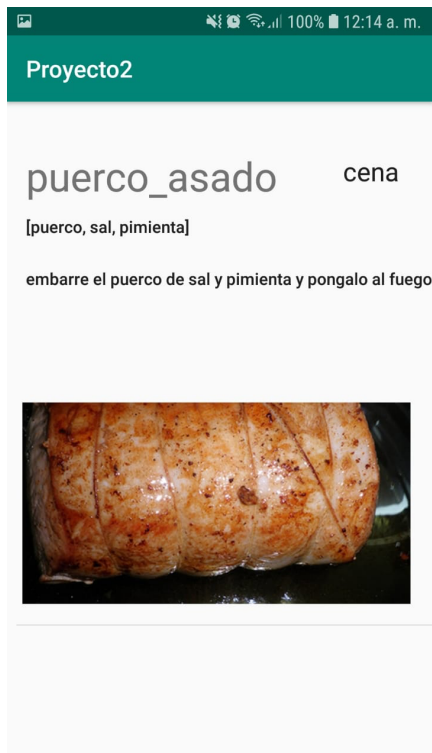 100% 12:14 a. m.
Proyecto2
puerco_asado
cena
[puerco, sal, pimienta]
embarre el puerco de sal y pimienta y pongalo al fuego